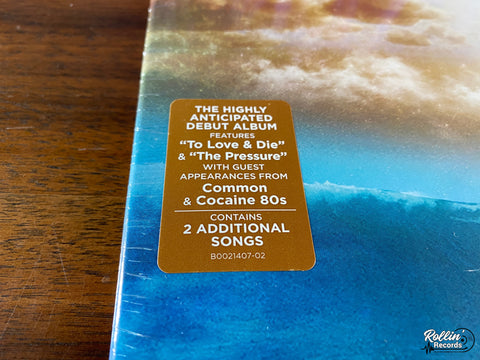 THE HIGHLY
ANTICIPATED
DEBUT ALBUM
FEATURES
“To Love & Die”
& “The Pressure”
WITH GUEST
APPEARANCES FROM
Common
& Cocaine 80s
CONTAINS
2 ADDITIONAL
SONGS
B0021407-02
Rollin'
Records